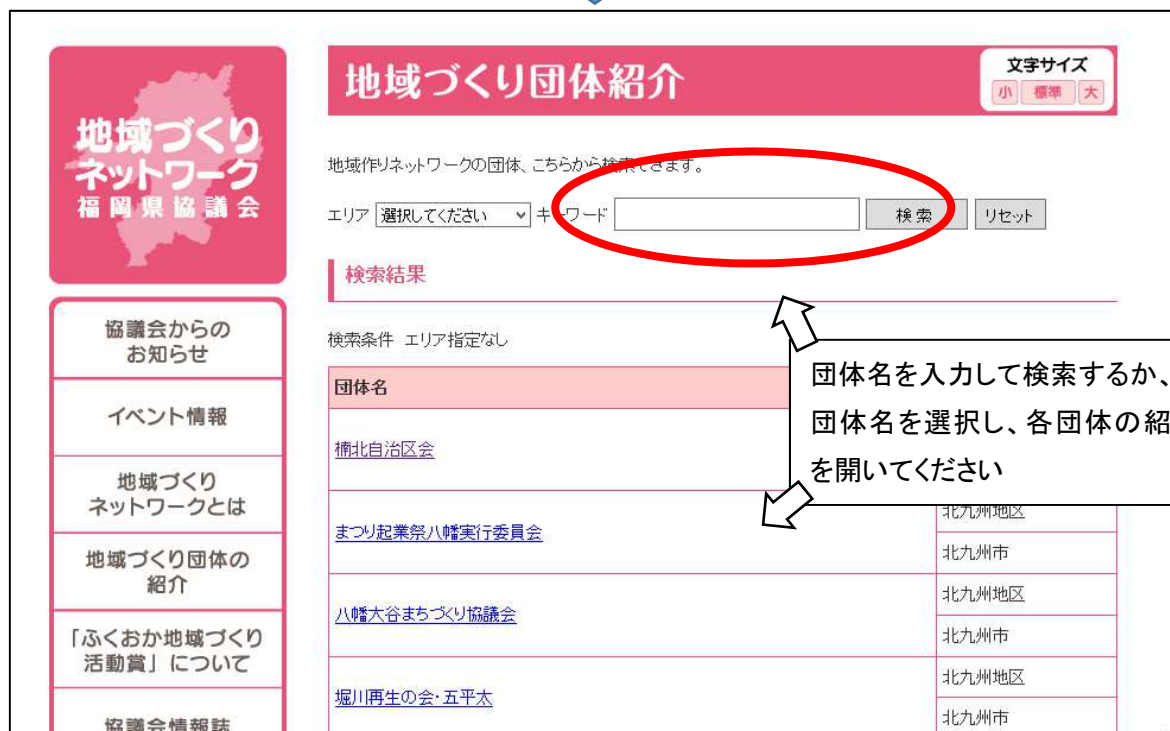 地域づくり
ネットワーク
福岡県協議会
地域づくり団体紹介
文字サイズ
小 標準 大
地域作りネットワークの団体、こちらから検索できます。
エリア 選択してください キーワード 検索 リセット
検索結果
検索条件 エリア指定なし
団体名
楠北自治区会
まつり起業祭八幡実行委員会
北九州地区
北九州市
八幡大谷まちづくり協議会
北九州地区
北九州市
堀川再生の会・五平太
北九州地区
北九州市
団体名を入力して検索するか、
団体名を選択し、各団体の紹
を開いてください
協議会からの
お知らせ
イベント情報
地域づくり
ネットワークとは
地域づくり団体の
紹介
「ふくおか地域づくり
活動賞」について
協議会情報誌